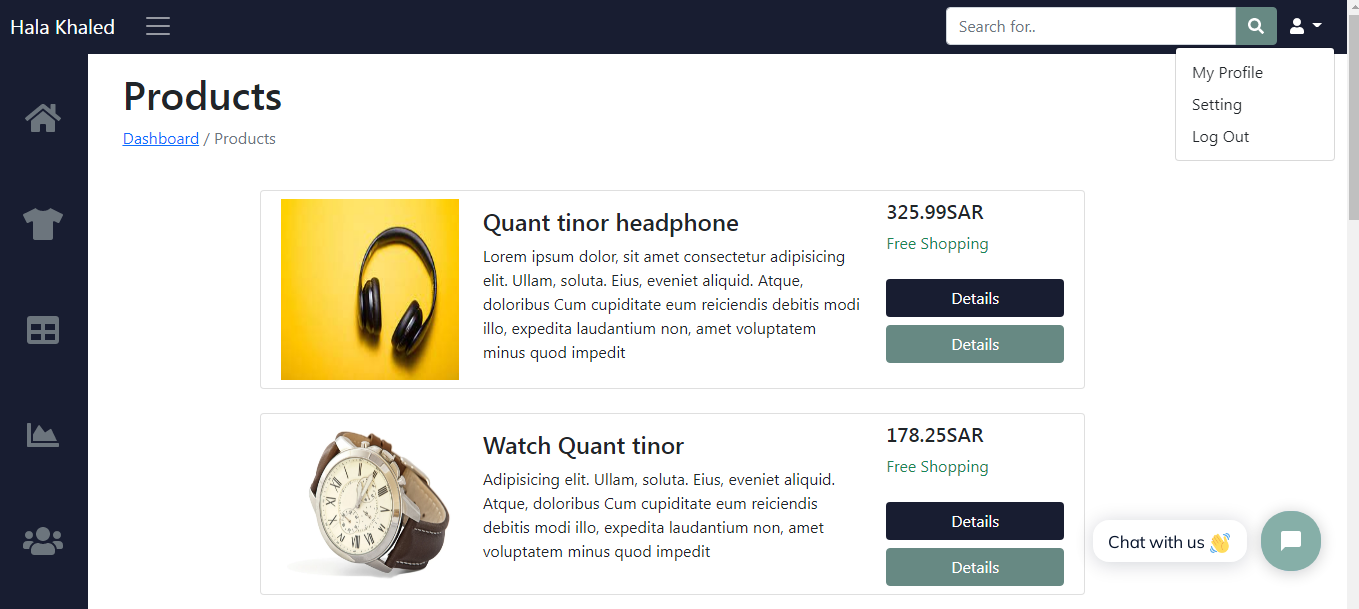 Hala Khaled
Search for..
My Profile
Setting
Log Out
Products
Dashboard / Products
Quant tinor headphone
Lorem ipsum dolor, sit amet consectetur adipisicing
elit. Ullam, soluta. Eius, eveniet aliquid. Atque,
doloribus Cum cupiditate eum reiciendis debitis modi
illo, expedita laudantium non, amet voluptatem
minus quod impedit
325.99SAR
Free Shopping
Details
Details
Watch Quant tinor
Adipisicing elit. Ullam, soluta. Eius, eveniet aliquid.
Atque, doloribus Cum cupiditate eum reiciendis
debitis modi illo, expedita laudantium non, amet
voluptatem minus quod impedit
178.25SAR
Free Shopping
Details
Details
Chat with us 👋